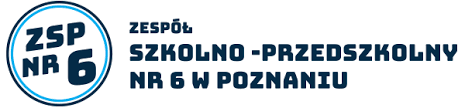 ZSP
NR 6
ZESPÓŁ
SZKOLNO -PRZEDSZKOLNY
NR 6 W POZNANIU